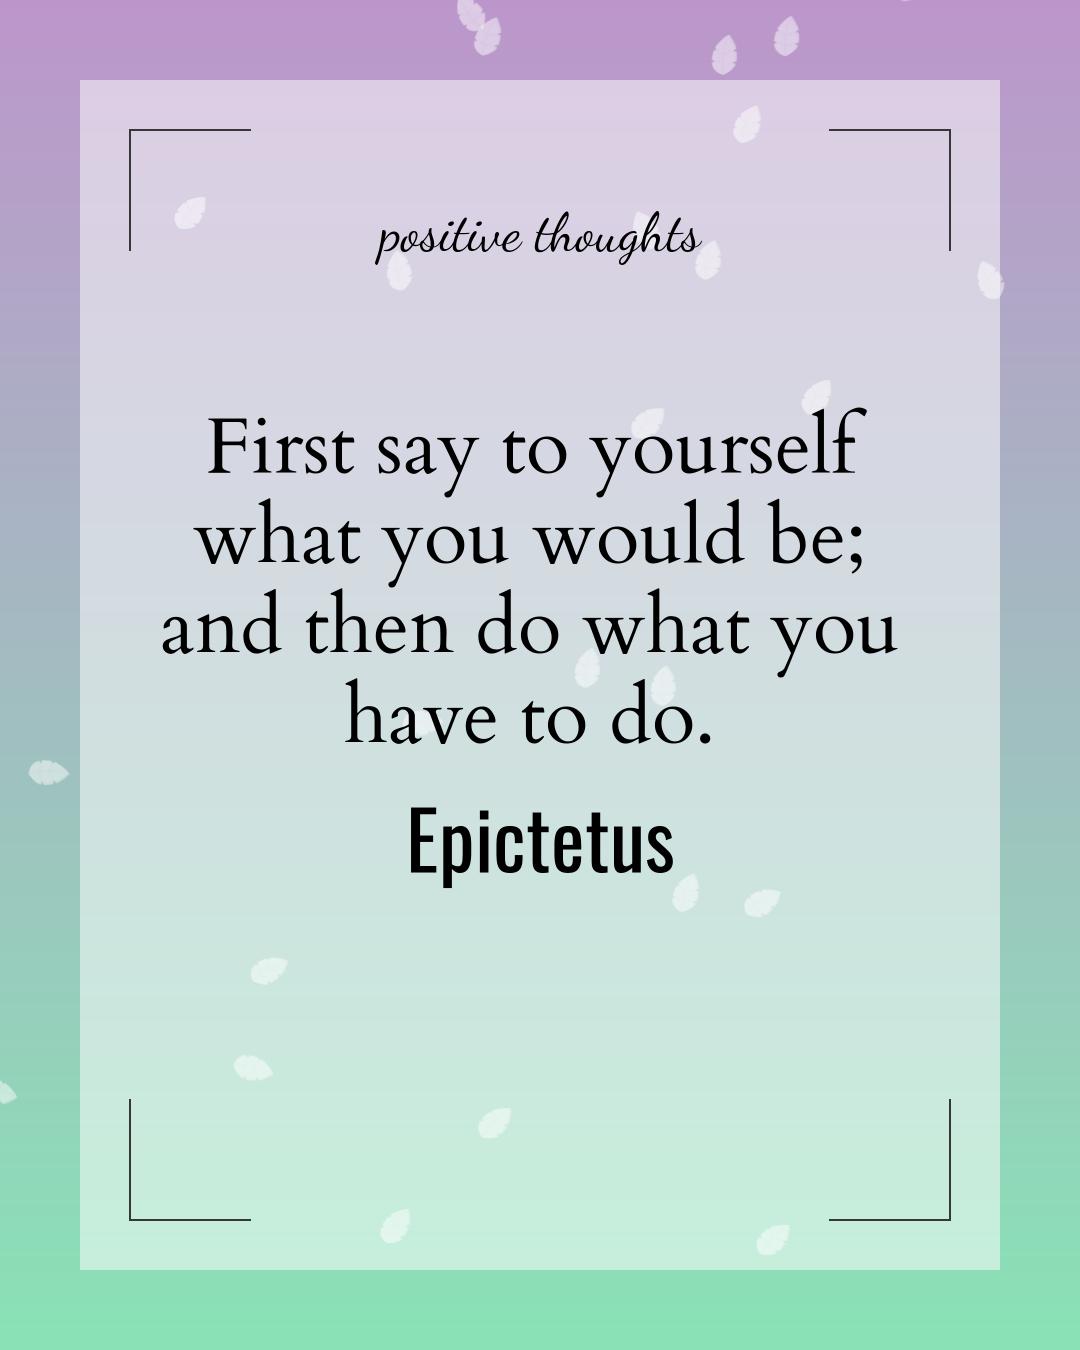 positive thoughts
First say to yourself
what you would be;
and then do what you
have to do.
Epictetus